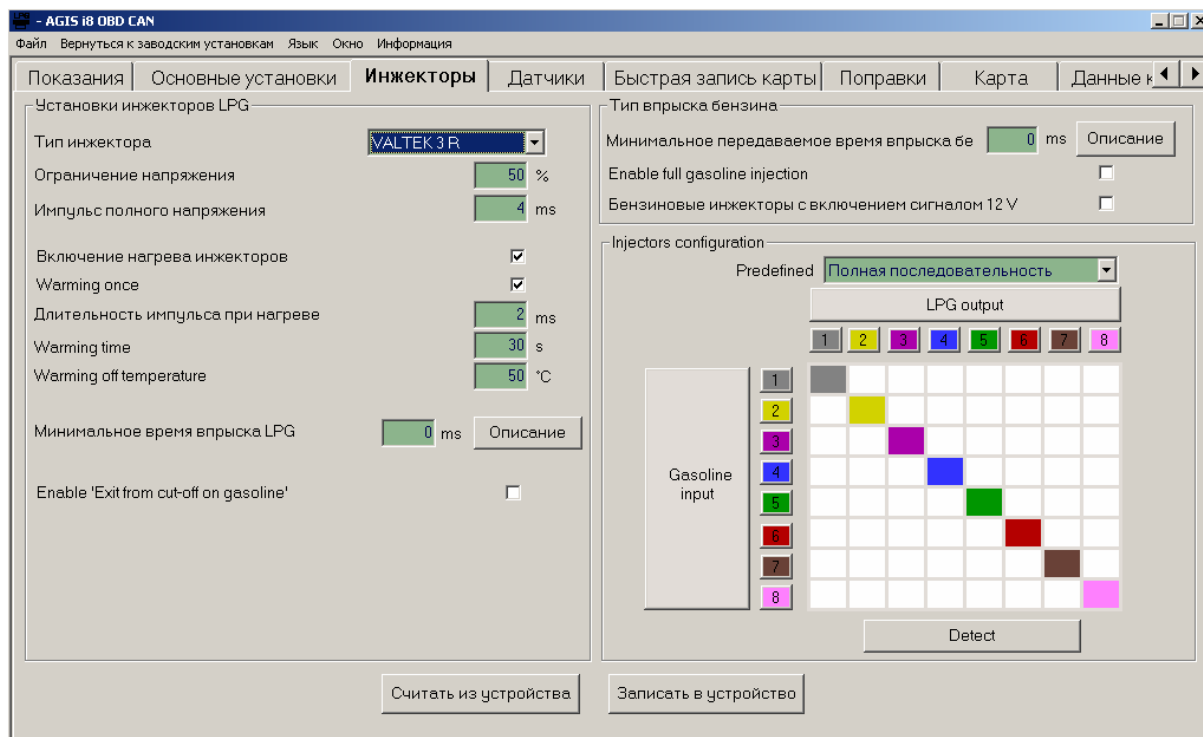 - AGIS i8 OBD CAN
Файл Вернуться к заводским установкам Язык Окно Информация
Показания Основные установки Инжекторы Датчики Быстрая запись карты Поправки Карта Данные к
Установки инжекторов LPG
Тип инжектора VALTEK 3 R
Ограничение напряжения 50 %
Импульс полного напряжения 4 ms
Включение нагрева инжекторов
Warming once
Длительность импульса при нагреве 2 ms
Warming time 30 s
Warming off temperature 50 °C
Минимальное время впрыска LPG 0 ms Описание
Enable 'Exit from cut-off on gasoline'
Тип впрыска бензина
Минимальное передаваемое время впрыска бе 0 ms Описание
Enable full gasoline injection
Бензиновые инжекторы с включением сигналом 12 V
Injectors configuration
Predefined Полная последовательность
LPG output
1 2 3 4 5 6 7 8
Gasoline input
1
2
3
4
5
6
7
8
Detect
Считать из устройства Записать в устройство